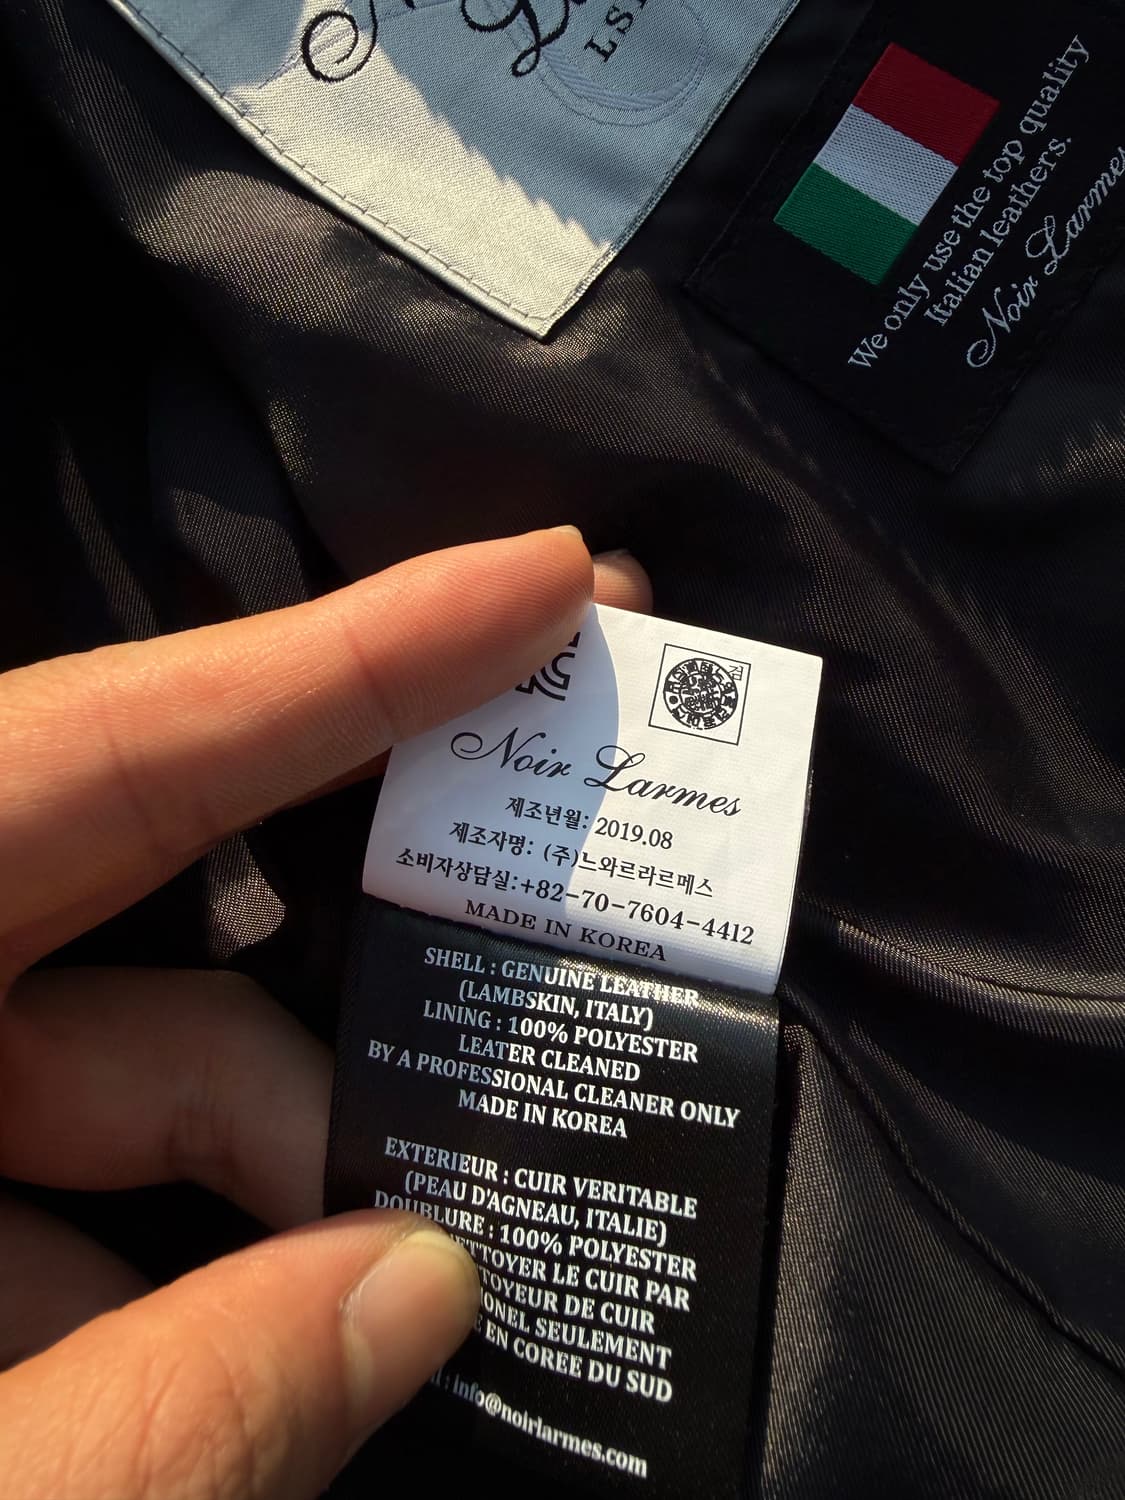 We only use the top quality
Italian leathers.
Noir Larmes
검
Noir Larmes
제조년월: 2019.08
제조자명: (주)느와르라르메스
소비자상담실:+82-70-7604-4412
MADE IN KOREA
SHELL : GENUINE LEATHER
(LAMBSKIN, ITALY)
LINING : 100% POLYESTER
LEATER CLEANED
BY A PROFESSIONAL CLEANER ONLY
MADE IN KOREA
EXTERIEUR : CUIR VERITABLE
(PEAU D'AGNEAU, ITALIE)
DOUBLURE : 100% POLYESTER
LE CUIR PAR
DE CUIR
SEULEMENT
EN COREE DU SUD
: info@noirlarmes.com